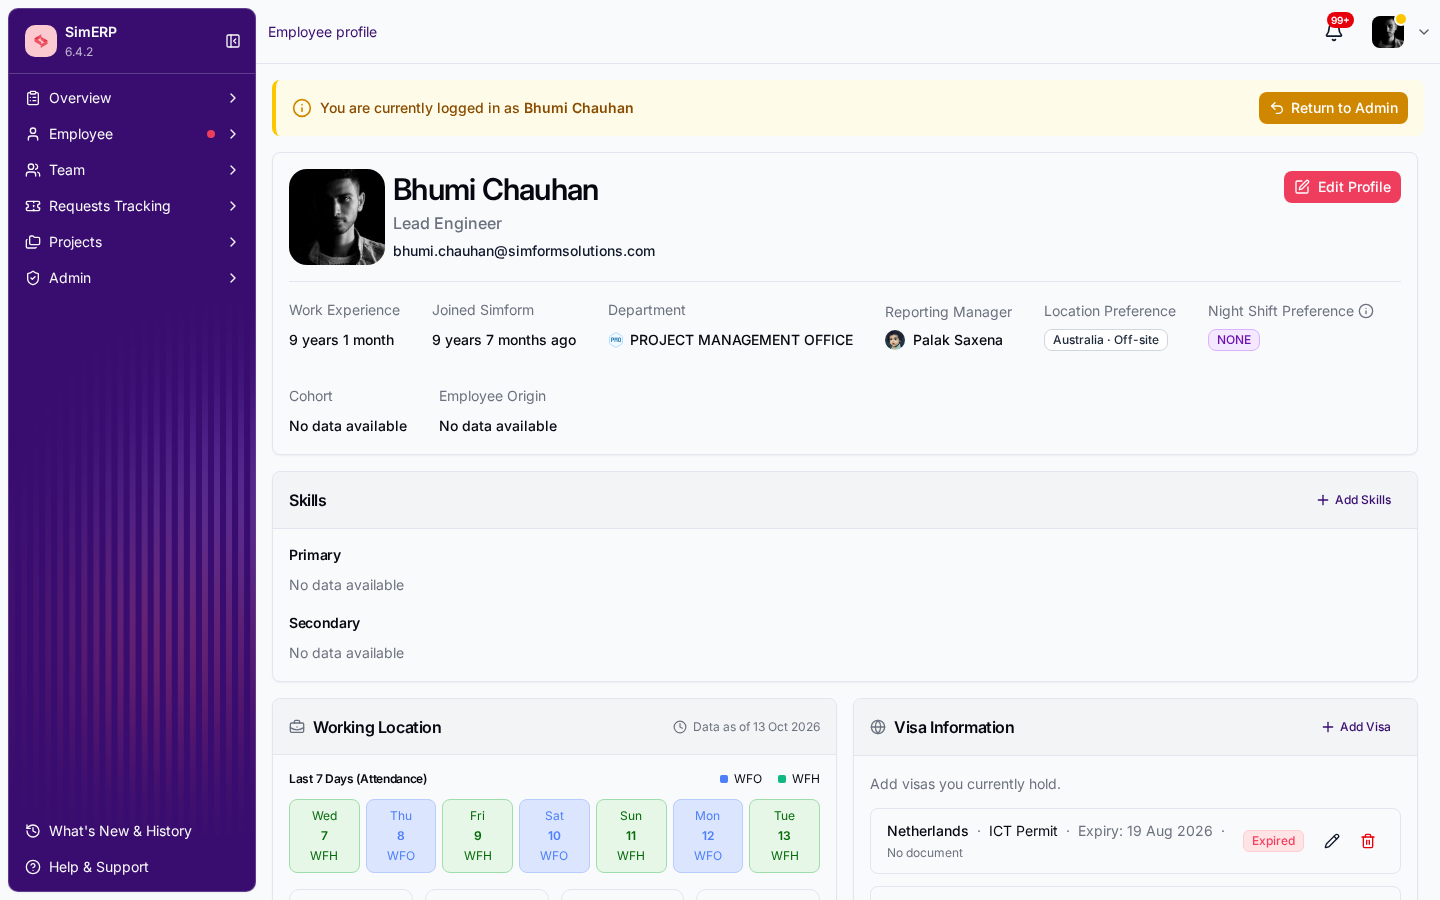 SimERP
6.4.2
Overview
Employee
Team
Requests Tracking
Projects
Admin
What's New & History
Help & Support
Employee profile
99+
You are currently logged in as Bhumi Chauhan
Return to Admin
Bhumi Chauhan
Lead Engineer
bhumi.chauhan@simformsolutions.com
Edit Profile
Work Experience
9 years 1 month
Joined Simform
9 years 7 months ago
Department
PMO
PROJECT MANAGEMENT OFFICE
Reporting Manager
Palak Saxena
Location Preference
Australia · Off-site
Night Shift Preference
NONE
Cohort
No data available
Employee Origin
No data available
Skills
Add Skills
Primary
No data available
Secondary
No data available
Working Location
Data as of 13 Oct 2026
Last 7 Days (Attendance)
WFO
WFH
Wed
7
WFH
Thu
8
WFO
Fri
9
WFH
Sat
10
WFO
Sun
11
WFH
Mon
12
WFO
Tue
13
WFH
Visa Information
Add Visa
Add visas you currently hold.
Netherlands · ICT Permit · Expiry: 19 Aug 2026 ·
No document
Expired